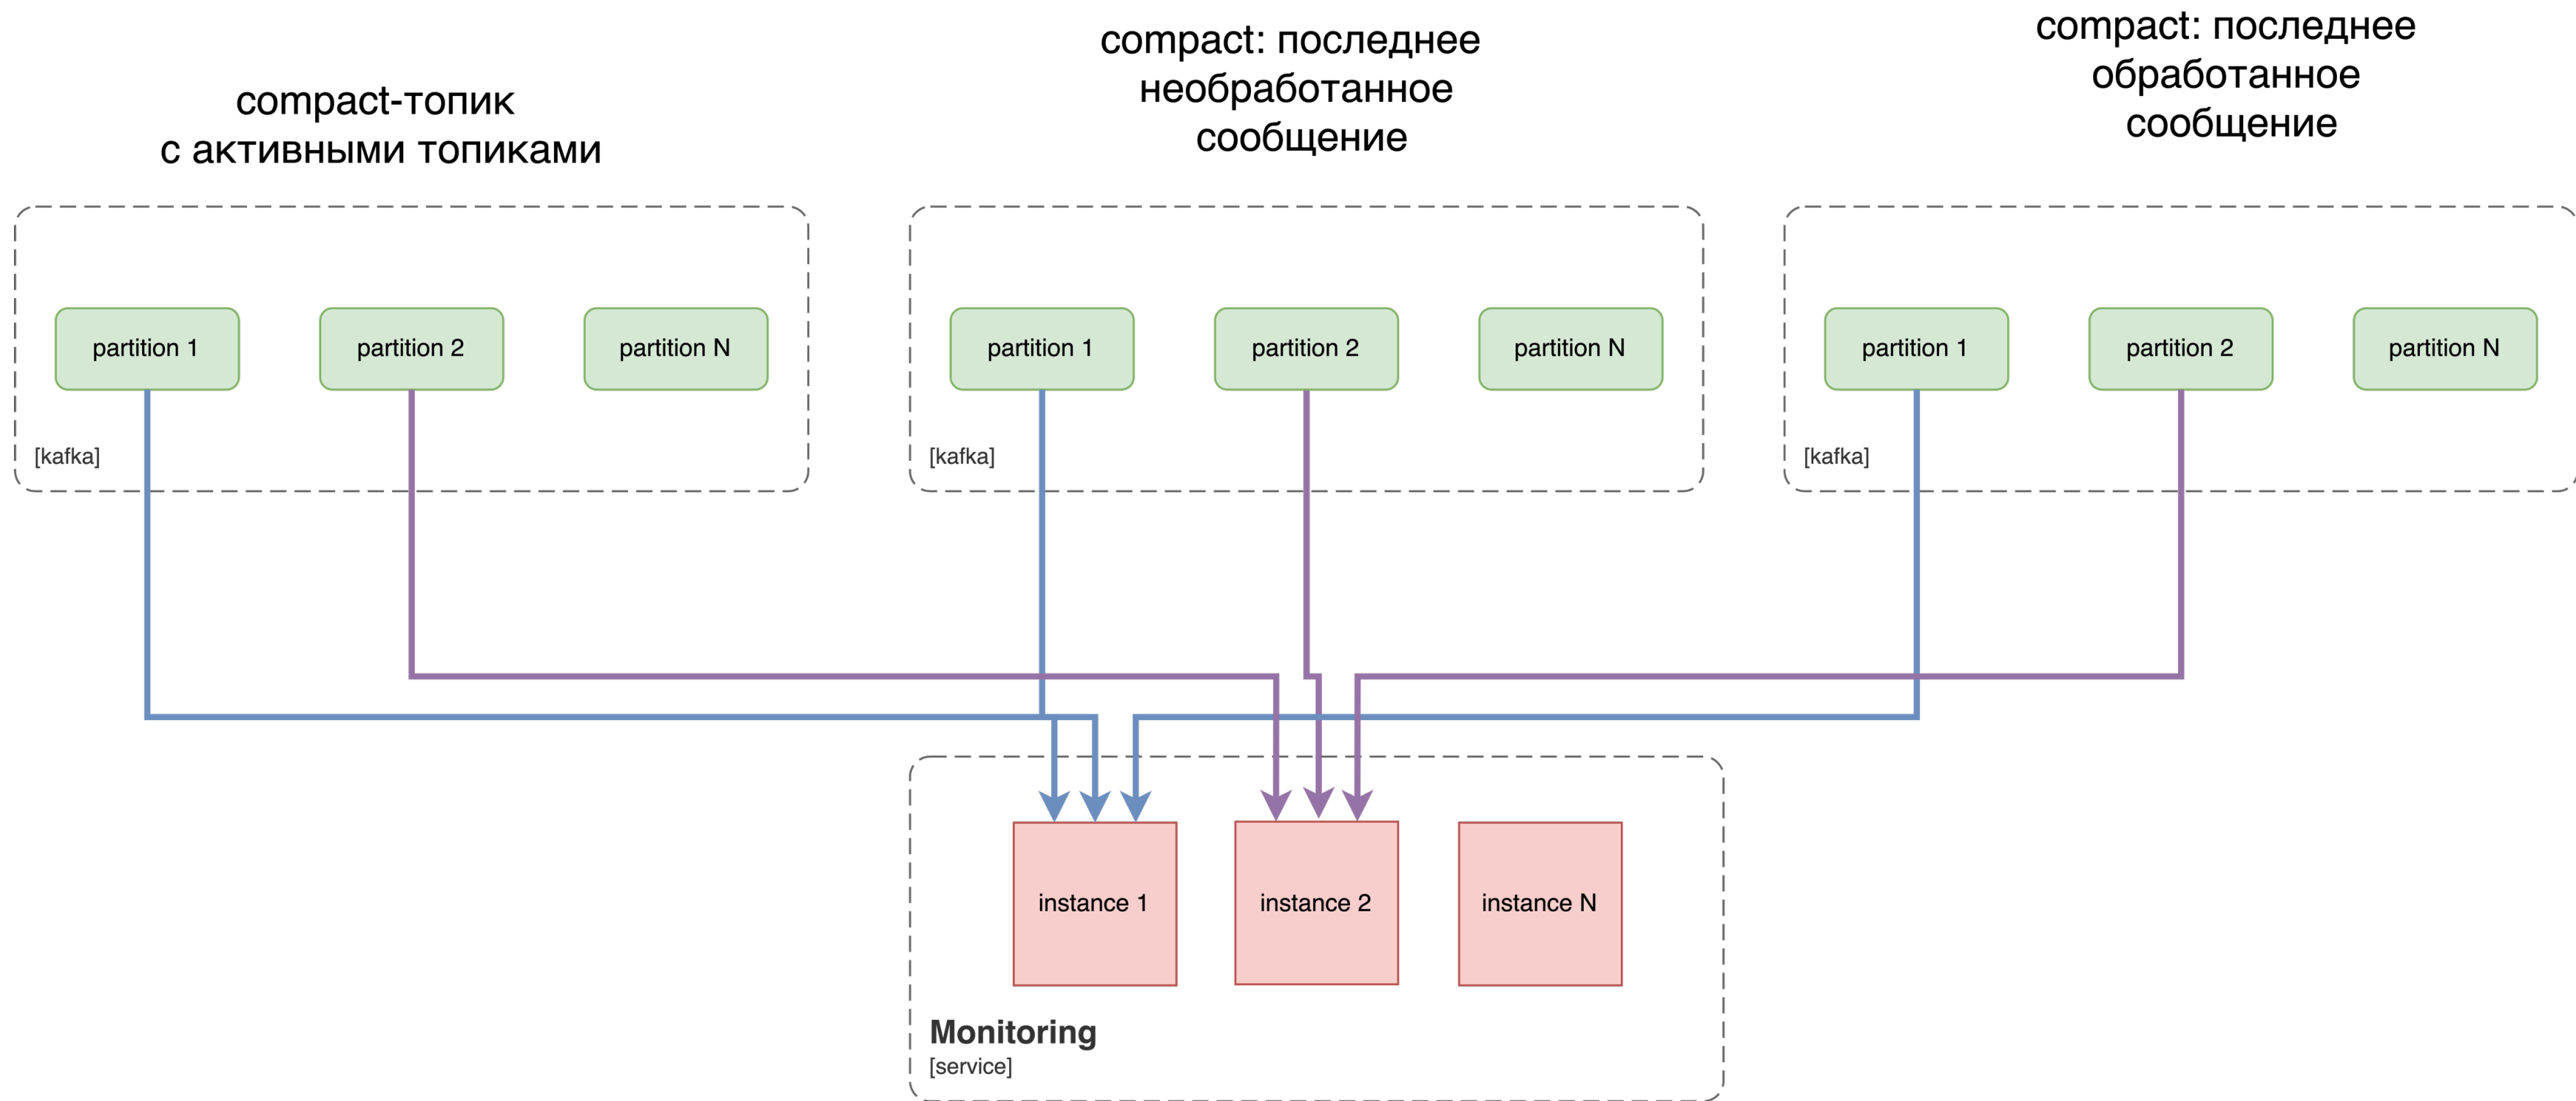 compact-топик
с активными топиками
compact: последнее
необработанное
сообщение
compact: последнее
обработанное
сообщение
partition 1
partition 2
partition N
[kafka]
partition 1
partition 2
partition N
[kafka]
partition 1
partition 2
partition N
[kafka]
instance 1
instance 2
instance N
Monitoring
[service]